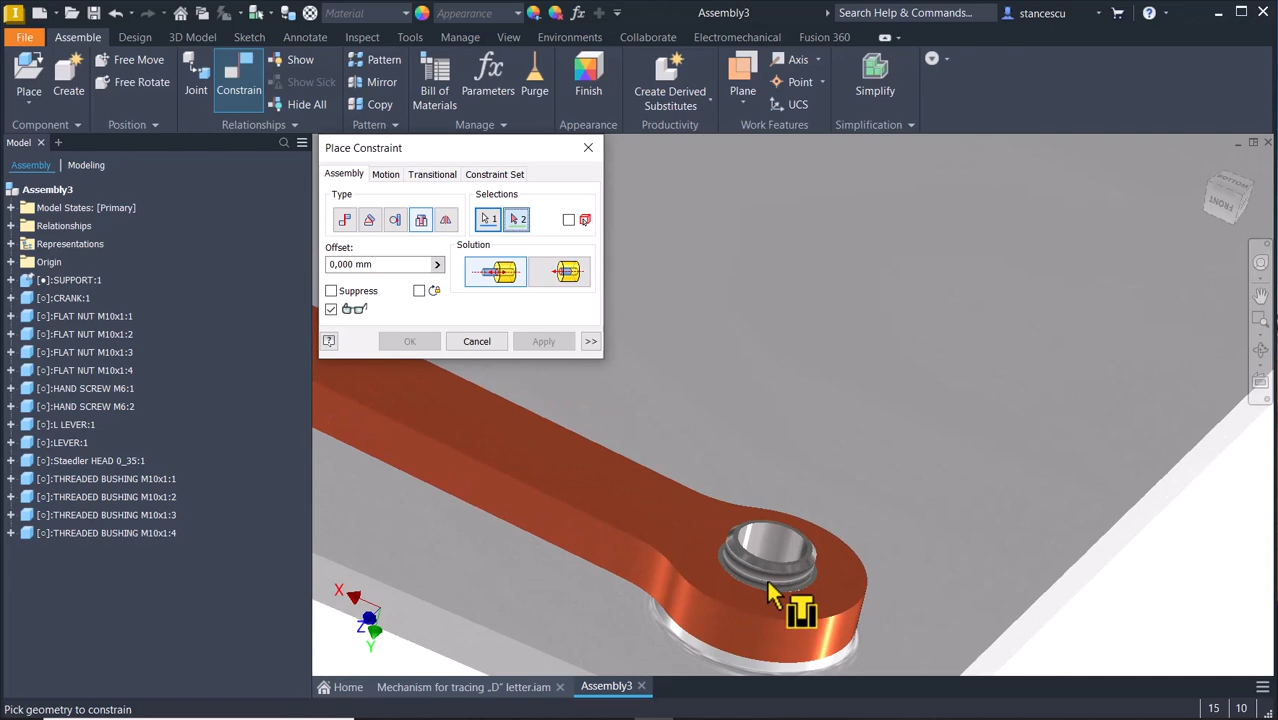 Material
Appearance
Assembly3
Search Help & Commands...
stancescu
File
Assemble
Design
3D Model
Sketch
Annotate
Inspect
Tools
Manage
View
Environments
Collaborate
Electromechanical
Fusion 360
Place
Create
Free Move
Free Rotate
Component
Position
Joint
Constrain
Show
Show Sick
Hide All
Relationships
Pattern
Mirror
Copy
Pattern
Bill of
Materials
Parameters
Purge
Manage
Finish
Appearance
Create Derived
Substitutes
Productivity
Plane
Axis
Point
UCS
Work Features
Simplify
Simplification
Model
Assembly
Modeling
Assembly3
Model States: [Primary]
Relationships
Representations
Origin
[●]:SUPPORT:1
[○]:CRANK:1
[○]:FLAT NUT M10x1:1
[○]:FLAT NUT M10x1:2
[○]:FLAT NUT M10x1:3
[○]:FLAT NUT M10x1:4
[○]:HAND SCREW M6:1
[○]:HAND SCREW M6:2
[○]:L LEVER:1
[○]:LEVER:1
[○]:Staedler HEAD 0_35:1
[○]:THREADED BUSHING M10x1:1
[○]:THREADED BUSHING M10x1:2
[○]:THREADED BUSHING M10x1:3
[○]:THREADED BUSHING M10x1:4
Place Constraint
Assembly
Motion
Transitional
Constraint Set
Type
Selections
1
2
Offset:
0,000 mm
Solution
Suppress
OK
Cancel
Apply
>>
BOTTOM
FRONT
X
Z
Y
Home
Mechanism for tracing „D” letter.iam
Assembly3
Pick geometry to constrain
15
10